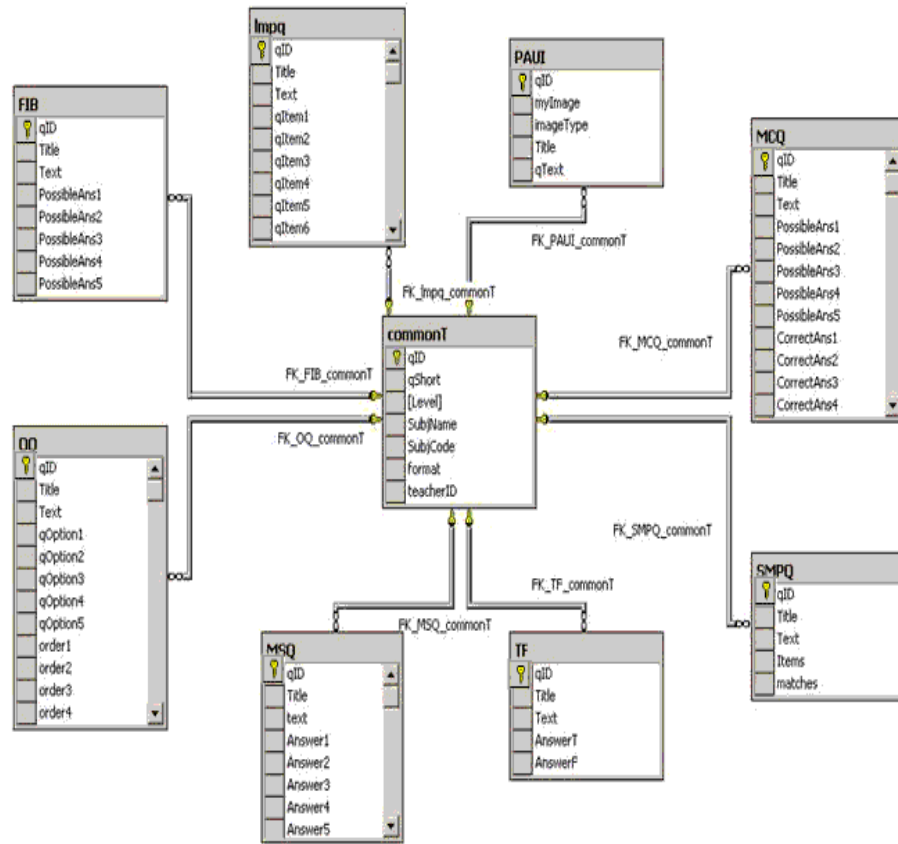 Impq
qID
Title
Text
qItem1
qItem2
qItem3
qItem4
qItem5
qItem6
PAUI
qID
myImage
imageType
Title
qText
FIB
qID
Title
Text
PossibleAns1
PossibleAns2
PossibleAns3
PossibleAns4
PossibleAns5
MCQ
qID
Title
Text
PossibleAns1
PossibleAns2
PossibleAns3
PossibleAns4
PossibleAns5
CorrectAns1
CorrectAns2
CorrectAns3
CorrectAns4
FK_PAUI_commonT
FK_Impq_commonT
FK_MCQ_commonT
FK_FIB_commonT
commonT
qID
qShort
[Level]
SubjName
SubjCode
format
teacherID
FK_OQ_commonT
OQ
qID
Title
Text
qOption1
qOption2
qOption3
qOption4
qOption5
order1
order2
order3
order4
FK_SMPQ_commonT
FK_TF_commonT
FK_MSQ_commonT
SMPQ
qID
Title
Text
Items
matches
MSQ
qID
Title
text
Answer1
Answer2
Answer3
Answer4
Answer5
TF
qID
Title
Text
AnswerT
AnswerF